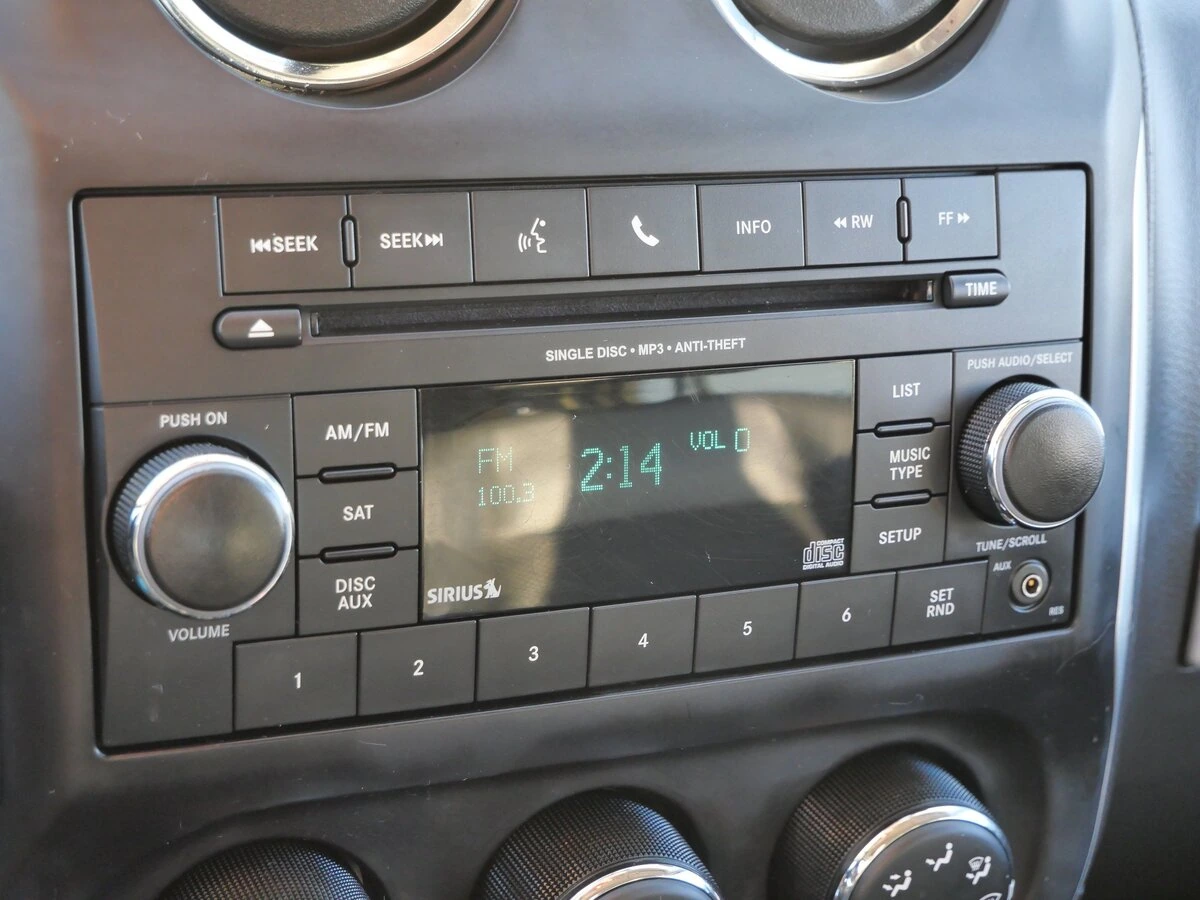 SEEK
SEEK
INFO
RW
FF
TIME
SINGLE DISC • MP3 • ANTI-THEFT
PUSH AUDIO/SELECT
PUSH ON
AM/FM
SAT
DISC
AUX
FM
100.3
2:14
VOL 0
SIRIUS
COMPACT
disc
DIGITAL AUDIO
LIST
MUSIC
TYPE
SETUP
TUNE/SCROLL
VOLUME
1
2
3
4
5
6
SET
RND
AUX
RES